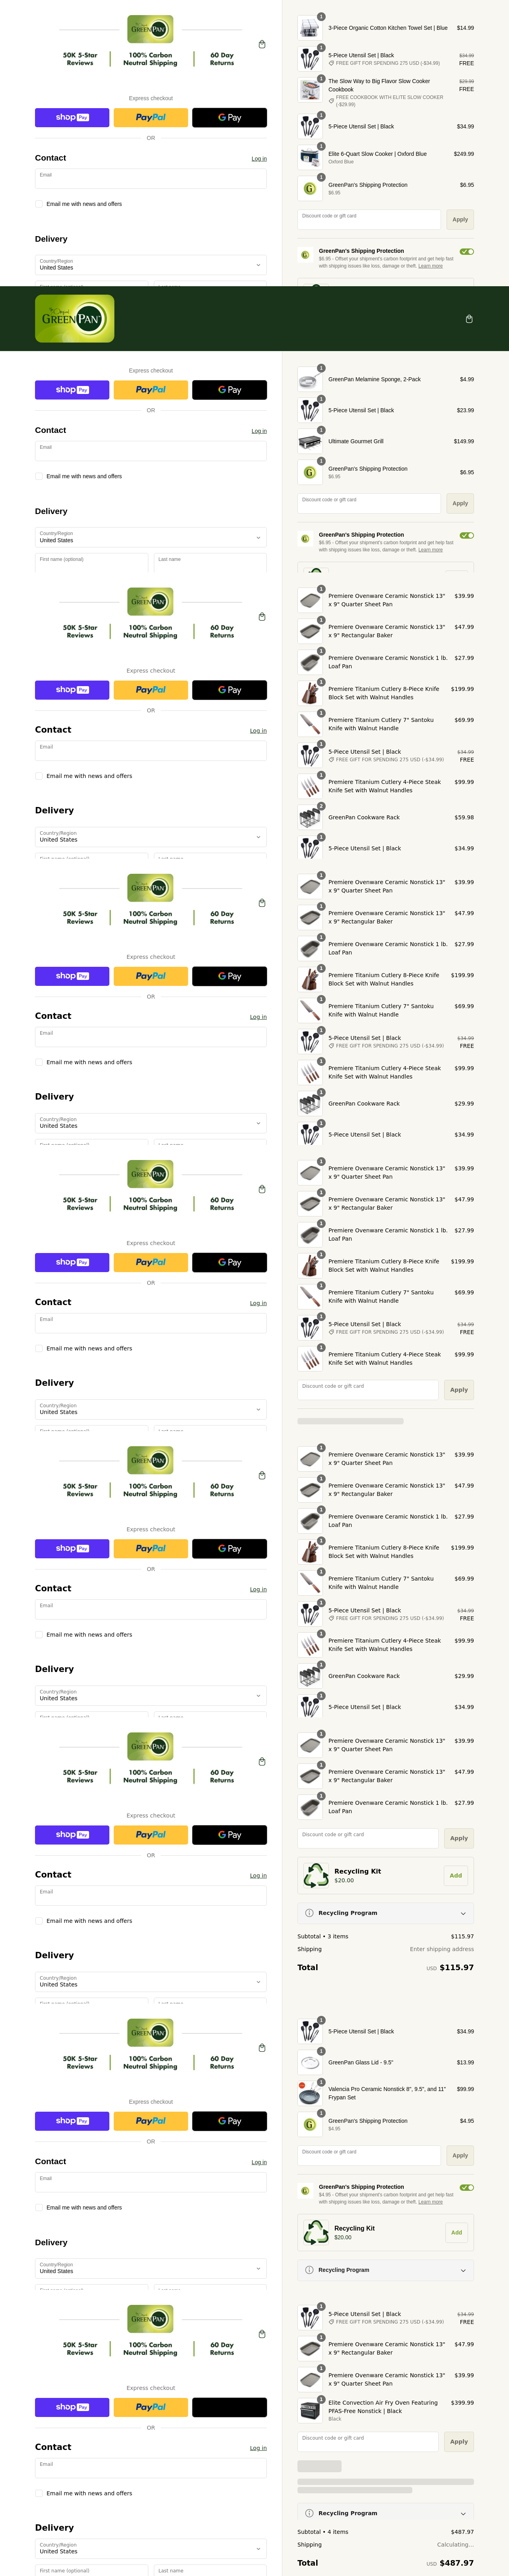 GREENPAN
50K 5-Star Reviews
100% Carbon Neutral Shipping
60 Day Returns
Express checkout
shop Pay
PayPal
G Pay
OR
Contact
Log in
Email
Email me with news and offers
Delivery
Country/Region
United States
1
3-Piece Organic Cotton Kitchen Towel Set | Blue
$14.99
1
5-Piece Utensil Set | Black
FREE GIFT FOR SPENDING 275 USD (-$34.99)
$34.99
FREE
1
The Slow Way to Big Flavor Slow Cooker Cookbook
FREE COOKBOOK WITH ELITE SLOW COOKER (-$29.99)
$29.99
FREE
1
5-Piece Utensil Set | Black
$34.99
1
Elite 6-Quart Slow Cooker | Oxford Blue
Oxford Blue
$249.99
1
GreenPan's Shipping Protection
$6.95
$6.95
Discount code or gift card
Apply
GreenPan's Shipping Protection
$6.95 - Offset your shipment's carbon footprint and get help fast
with shipping issues like loss, damage or theft. Learn more
The Original
GREENPAN
Express checkout
shop Pay
PayPal
G Pay
OR
Contact
Log in
Email
Email me with news and offers
Delivery
Country/Region
United States
First name (optional)
Last name
1
GreenPan Melamine Sponge, 2-Pack
$4.99
1
5-Piece Utensil Set | Black
$23.99
1
Ultimate Gourmet Grill
$149.99
1
GreenPan's Shipping Protection
$6.95
$6.95
Discount code or gift card
Apply
GreenPan's Shipping Protection
$6.95 - Offset your shipment's carbon footprint and get help fast
with shipping issues like loss, damage or theft. Learn more
GREENPAN
50K 5-Star Reviews
100% Carbon Neutral Shipping
60 Day Returns
Express checkout
shop Pay
PayPal
G Pay
OR
Contact
Log in
Email
Email me with news and offers
Delivery
Country/Region
United States
1
Premiere Ovenware Ceramic Nonstick 13" x 9" Quarter Sheet Pan
$39.99
1
Premiere Ovenware Ceramic Nonstick 13" x 9" Rectangular Baker
$47.99
1
Premiere Ovenware Ceramic Nonstick 1 lb. Loaf Pan
$27.99
1
Premiere Titanium Cutlery 8-Piece Knife Block Set with Walnut Handles
$199.99
1
Premiere Titanium Cutlery 7" Santoku Knife with Walnut Handle
$69.99
1
5-Piece Utensil Set | Black
FREE GIFT FOR SPENDING 275 USD (-$34.99)
$34.99
FREE
1
Premiere Titanium Cutlery 4-Piece Steak Knife Set with Walnut Handles
$99.99
2
GreenPan Cookware Rack
$59.98
1
5-Piece Utensil Set | Black
$34.99
GREENPAN
50K 5-Star Reviews
100% Carbon Neutral Shipping
60 Day Returns
Express checkout
shop Pay
PayPal
G Pay
OR
Contact
Log in
Email
Email me with news and offers
Delivery
Country/Region
United States
1
Premiere Ovenware Ceramic Nonstick 13" x 9" Quarter Sheet Pan
$39.99
1
Premiere Ovenware Ceramic Nonstick 13" x 9" Rectangular Baker
$47.99
1
Premiere Ovenware Ceramic Nonstick 1 lb. Loaf Pan
$27.99
1
Premiere Titanium Cutlery 8-Piece Knife Block Set with Walnut Handles
$199.99
1
Premiere Titanium Cutlery 7" Santoku Knife with Walnut Handle
$69.99
1
5-Piece Utensil Set | Black
FREE GIFT FOR SPENDING 275 USD (-$34.99)
$34.99
FREE
1
Premiere Titanium Cutlery 4-Piece Steak Knife Set with Walnut Handles
$99.99
1
GreenPan Cookware Rack
$29.99
1
5-Piece Utensil Set | Black
$34.99
GREENPAN
50K 5-Star Reviews
100% Carbon Neutral Shipping
60 Day Returns
Express checkout
shop Pay
PayPal
G Pay
OR
Contact
Log in
Email
Email me with news and offers
Delivery
Country/Region
United States
1
Premiere Ovenware Ceramic Nonstick 13" x 9" Quarter Sheet Pan
$39.99
1
Premiere Ovenware Ceramic Nonstick 13" x 9" Rectangular Baker
$47.99
1
Premiere Ovenware Ceramic Nonstick 1 lb. Loaf Pan
$27.99
1
Premiere Titanium Cutlery 8-Piece Knife Block Set with Walnut Handles
$199.99
1
Premiere Titanium Cutlery 7" Santoku Knife with Walnut Handle
$69.99
1
5-Piece Utensil Set | Black
FREE GIFT FOR SPENDING 275 USD (-$34.99)
$34.99
FREE
1
Premiere Titanium Cutlery 4-Piece Steak Knife Set with Walnut Handles
$99.99
Discount code or gift card
Apply
GREENPAN
50K 5-Star Reviews
100% Carbon Neutral Shipping
60 Day Returns
Express checkout
shop Pay
PayPal
G Pay
OR
Contact
Log in
Email
Email me with news and offers
Delivery
Country/Region
United States
1
Premiere Ovenware Ceramic Nonstick 13" x 9" Quarter Sheet Pan
$39.99
1
Premiere Ovenware Ceramic Nonstick 13" x 9" Rectangular Baker
$47.99
1
Premiere Ovenware Ceramic Nonstick 1 lb. Loaf Pan
$27.99
1
Premiere Titanium Cutlery 8-Piece Knife Block Set with Walnut Handles
$199.99
1
Premiere Titanium Cutlery 7" Santoku Knife with Walnut Handle
$69.99
1
5-Piece Utensil Set | Black
FREE GIFT FOR SPENDING 275 USD (-$34.99)
$34.99
FREE
1
Premiere Titanium Cutlery 4-Piece Steak Knife Set with Walnut Handles
$99.99
1
GreenPan Cookware Rack
$29.99
1
5-Piece Utensil Set | Black
$34.99
GREENPAN
50K 5-Star Reviews
100% Carbon Neutral Shipping
60 Day Returns
Express checkout
shop Pay
PayPal
G Pay
OR
Contact
Log in
Email
Email me with news and offers
Delivery
Country/Region
United States
1
Premiere Ovenware Ceramic Nonstick 13" x 9" Quarter Sheet Pan
$39.99
1
Premiere Ovenware Ceramic Nonstick 13" x 9" Rectangular Baker
$47.99
1
Premiere Ovenware Ceramic Nonstick 1 lb. Loaf Pan
$27.99
Discount code or gift card
Apply
Recycling Kit
$20.00
Add
Recycling Program
Subtotal • 3 items
$115.97
Shipping
Enter shipping address
Total
USD $115.97
GREENPAN
50K 5-Star Reviews
100% Carbon Neutral Shipping
60 Day Returns
Express checkout
shop Pay
PayPal
G Pay
OR
Contact
Log in
Email
Email me with news and offers
Delivery
Country/Region
United States
1
5-Piece Utensil Set | Black
$34.99
1
GreenPan Glass Lid - 9.5"
$13.99
1
Valencia Pro Ceramic Nonstick 8", 9.5", and 11" Frypan Set
$99.99
1
GreenPan's Shipping Protection
$4.95
$4.95
Discount code or gift card
Apply
GreenPan's Shipping Protection
$4.95 - Offset your shipment's carbon footprint and get help fast
with shipping issues like loss, damage or theft. Learn more
Recycling Kit
$20.00
Add
Recycling Program
GREENPAN
50K 5-Star Reviews
100% Carbon Neutral Shipping
60 Day Returns
Express checkout
shop Pay
PayPal
OR
Contact
Log in
Email
Email me with news and offers
Delivery
Country/Region
United States
First name (optional)
Last name
1
5-Piece Utensil Set | Black
FREE GIFT FOR SPENDING 275 USD (-$34.99)
$34.99
FREE
1
Premiere Ovenware Ceramic Nonstick 13" x 9" Rectangular Baker
$47.99
1
Premiere Ovenware Ceramic Nonstick 13" x 9" Quarter Sheet Pan
$39.99
1
Elite Convection Air Fry Oven Featuring PFAS-Free Nonstick | Black
Black
$399.99
Discount code or gift card
Apply
Recycling Program
Subtotal • 4 items
$487.97
Shipping
Calculating...
Total
USD $487.97